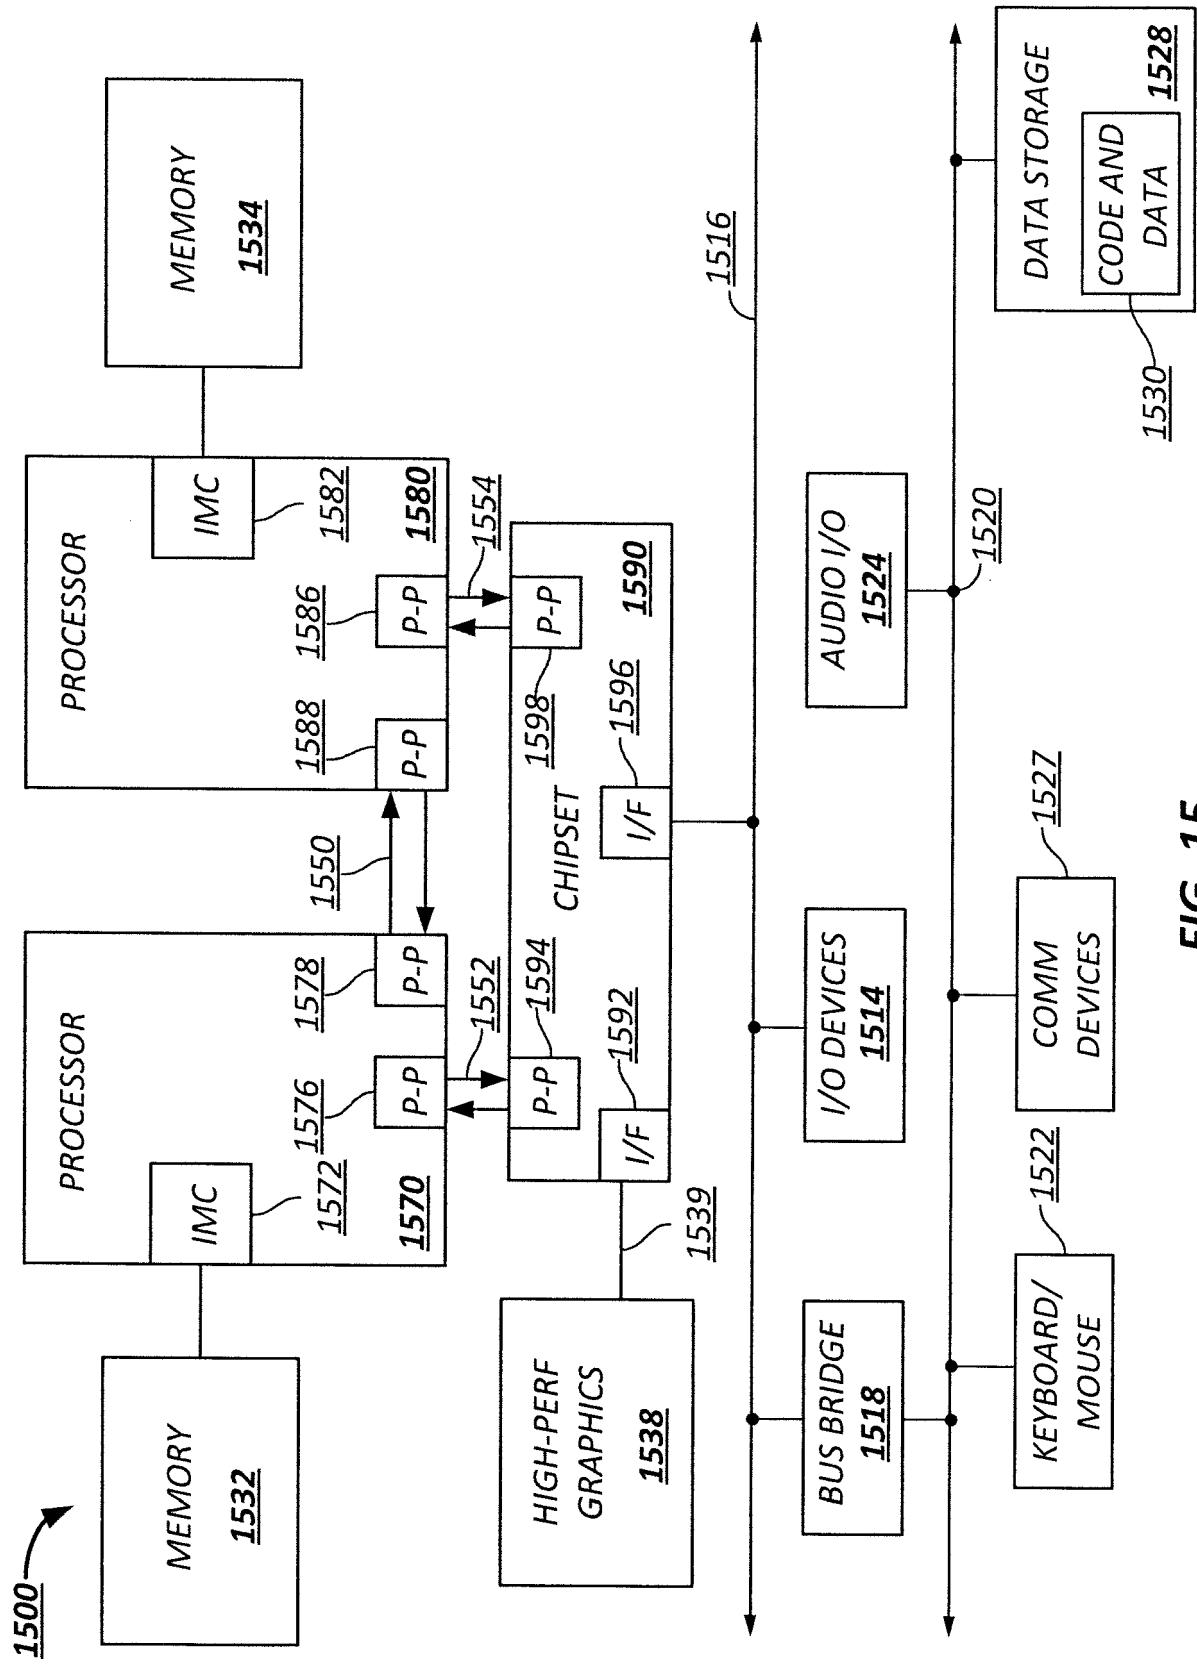 1500
MEMORY
1532
PROCESSOR
IMC
1572
1570
1576
P-P
1578
P-P
1550
PROCESSOR
1588
P-P
1586
P-P
IMC
1582
1580
MEMORY
1534
1552
1554
HIGH-PERF
GRAPHICS
1538
1539
P-P
1594
I/F
1592
CHIPSET
P-P
1598
I/F
1596
1590
1516
BUS BRIDGE
1518
I/O DEVICES
1514
AUDIO I/O
1524
1520
KEYBOARD/
MOUSE
1522
COMM
DEVICES
1527
DATA STORAGE
CODE AND
DATA
1528
1530
FIG. 15